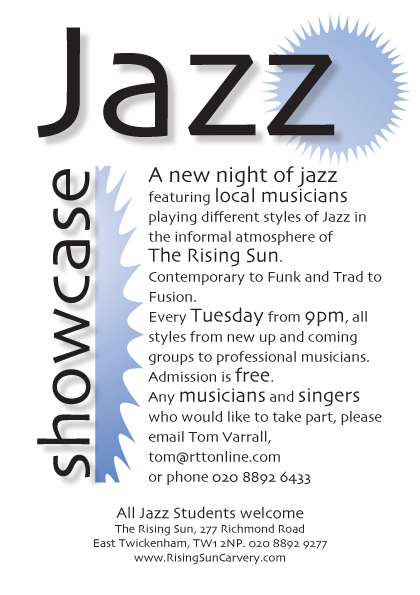 Jazz
showcase
A new night of jazz
featuring local musicians
playing different styles of Jazz in
the informal atmosphere of
The Rising Sun.
Contemporary to Funk and Trad to
Fusion.
Every Tuesday from 9pm, all
styles from new up and coming
groups to professional musicians.
Admission is free.
Any musicians and singers
who would like to take part, please
email Tom Varrall,
tom@rttonline.com
or phone 020 8892 6433
All Jazz Students welcome
The Rising Sun, 277 Richmond Road
East Twickenham, TW1 2NP. 020 8892 9277
www.RisingSunCarvery.com